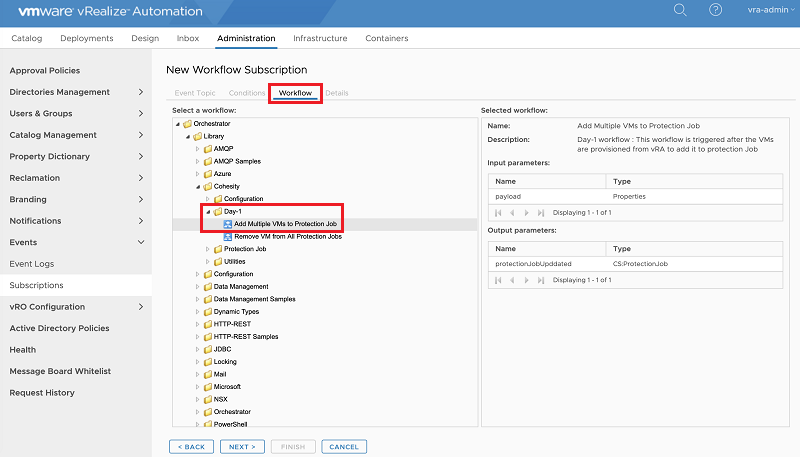 vmware vRealize Automation
vra-admin
Catalog Deployments Design Inbox Administration Infrastructure Containers
Approval Policies
Directories Management
Users & Groups
Catalog Management
Property Dictionary
Reclamation
Branding
Notifications
Events
Event Logs
Subscriptions
vRO Configuration
Active Directory Policies
Health
Message Board Whitelist
Request History
New Workflow Subscription
Event Topic Conditions Workflow Details
Select a workflow:
Orchestrator
Library
AMQP
AMQP Samples
Azure
Cohesity
Configuration
Day-1
Add Multiple VMs to Protection Job
Remove VM from All Protection Jobs
Protection Job
Utilities
Configuration
Data Management
Data Management Samples
Dynamic Types
HTTP-REST
HTTP-REST Samples
JDBC
Locking
Mail
Microsoft
NSX
Orchestrator
PowerShell
Selected workflow:
Name: Add Multiple VMs to Protection Job
Description: Day-1 workflow : This workflow is triggered after the VMs
are provisioned from vRA to add it to protection Job
Input parameters:
Name Type
payload Properties
Displaying 1 - 1 of 1
Output parameters:
Name Type
protectionJobUpddated CS:ProtectionJob
Displaying 1 - 1 of 1
< BACK NEXT > FINISH CANCEL